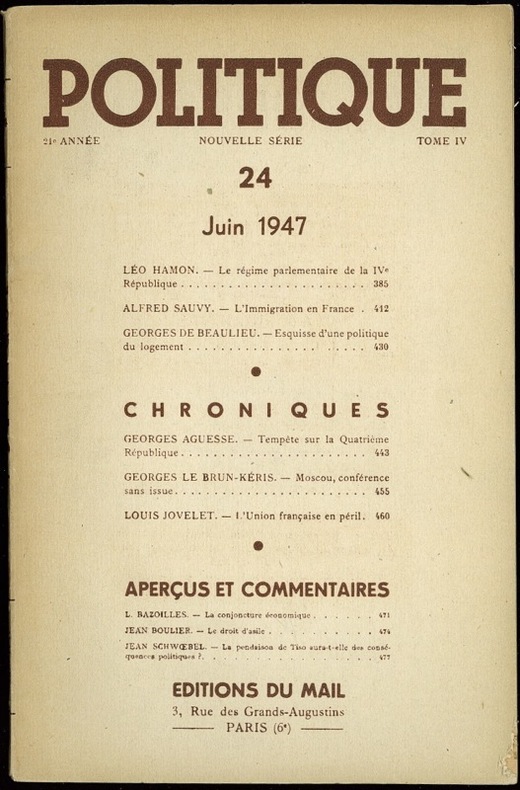 POLITIQUE
21e ANNÉE NOUVELLE SÉRIE TOME IV
24
Juin 1947
LÉO HAMON. — Le régime parlementaire de la IVe
République . . . . . . . . . . . . . . . . . . . . . . 385
ALFRED SAUVY. — L'Immigration en France . 412
GEORGES DE BEAULIEU. — Esquisse d'une politique
du logement . . . . . . . . . . . . . . . . . . . . 430
●
CHRONIQUES
GEORGES AGUESSE. — Tempête sur la Quatrième
République . . . . . . . . . . . . . . . . . . . . . . 443
GEORGES LE BRUN-KÉRIS. — Moscou, conférence
sans issue . . . . . . . . . . . . . . . . . . . . . . . 455
LOUIS JOVELET. — L'Union française en péril. 460
●
APERÇUS ET COMMENTAIRES
L. BAZOILLES. — La conjoncture économique . . . . . . . 471
JEAN BOULIER. — Le droit d'asile . . . . . . . . . . . . 474
JEAN SCHWŒBEL. — La pendaison de Tiso aura-t-elle des consé-
quences politiques ? . . . . . . . . . . . . . . . . . . . 477
EDITIONS DU MAIL
3, Rue des Grands-Augustins
—— PARIS (6e) ——